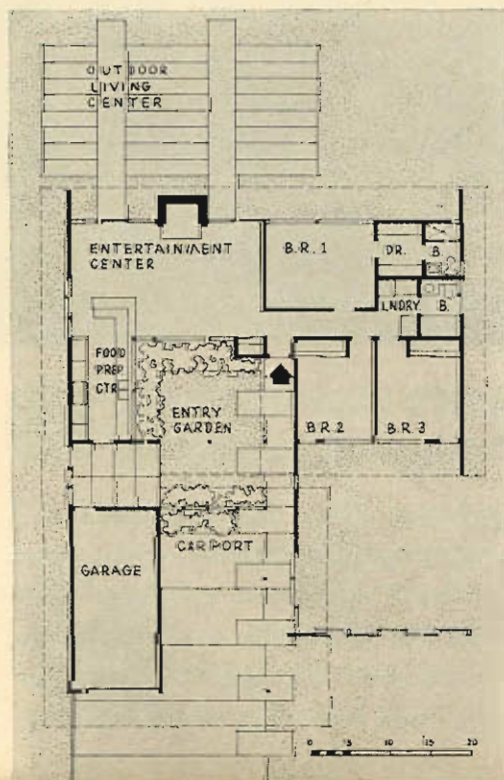 OUTDOOR
LIVING
CENTER
ENTERTAINMENT
CENTER
B.R. 1
DR.
B.
LNDRY
B.
FOOD
PREP
CTR
ENTRY
GARDEN
B.R. 2
B.R. 3
CARPORT
GARAGE
0 5 10 15 20